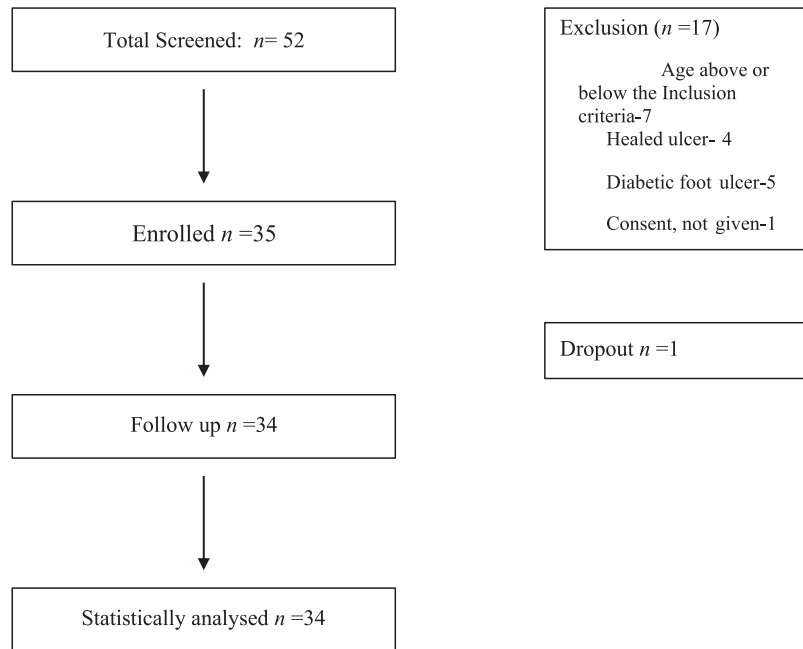 Total Screened: n= 52
Exclusion (n =17)
Age above or
below the Inclusion
criteria-7
Healed ulcer- 4
Diabetic foot ulcer-5
Consent, not given-1
Enrolled n =35
Dropout n =1
Follow up n =34
Statistically analysed n =34